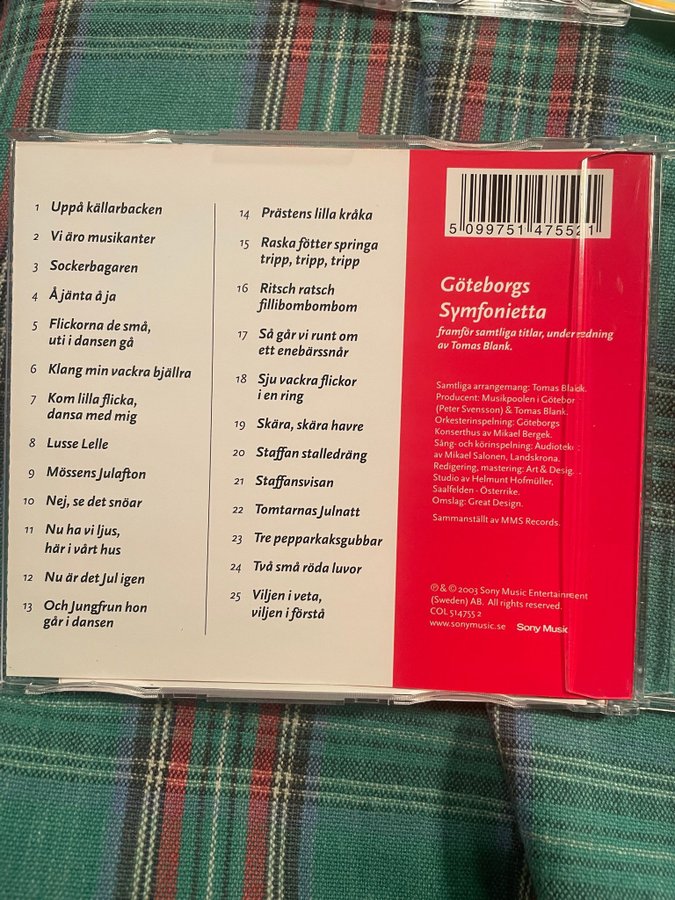 1 Uppå källarbacken
2 Vi äro musikanter
3 Sockerbagaren
4 Å jänta å ja
5 Flickorna de små,
uti i dansen gå
6 Klang min vackra bjällra
7 Kom lilla flicka,
dansa med mig
8 Lusse Lelle
9 Mössens Julafton
10 Nej, se det snöar
11 Nu ha vi ljus,
här i vårt hus
12 Nu är det Jul igen
13 Och Jungfrun hon
går i dansen
14 Prästens lilla kråka
15 Raska fötter springa
tripp, tripp, tripp
16 Ritsch ratsch
fillibombombom
17 Så går vi runt om
ett enebärssnår
18 Sju vackra flickor
i en ring
19 Skära, skära havre
20 Staffan stalledräng
21 Staffansvisan
22 Tomtarnas Julnatt
23 Tre pepparkaksgubbar
24 Två små röda luvor
25 Viljen i veta,
viljen i förstå
5 099751 475521
Göteborgs
Symfonietta
framför samtliga titlar, under
av Tomas Blank.
Samtliga arrangemang: Tomas Blank.
Producent: Musikpoolen i Götebor
(Peter Svensson) & Tomas Blank.
Orkesterinspelning: Göteborgs
Konserthus av Mikael Bergek.
Sång- och körinspelning: Audiotek
av Mikael Salonen, Landskrona.
Redigering, mastering: Art & Desig
Studio av Helmunt Hofmüller,
Saalfelden - Österrike.
Omslag: Great Design.
Sammanställt av MMS Records.
℗ & © 2003 Sony Music Entertainment
(Sweden) AB. All rights reserved.
COL 514755 2
www.sonymusic.se Sony Music